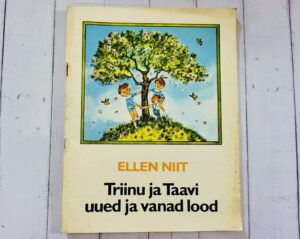 ELLEN NIIT
Triinu ja Taavi
uued ja vanad lood